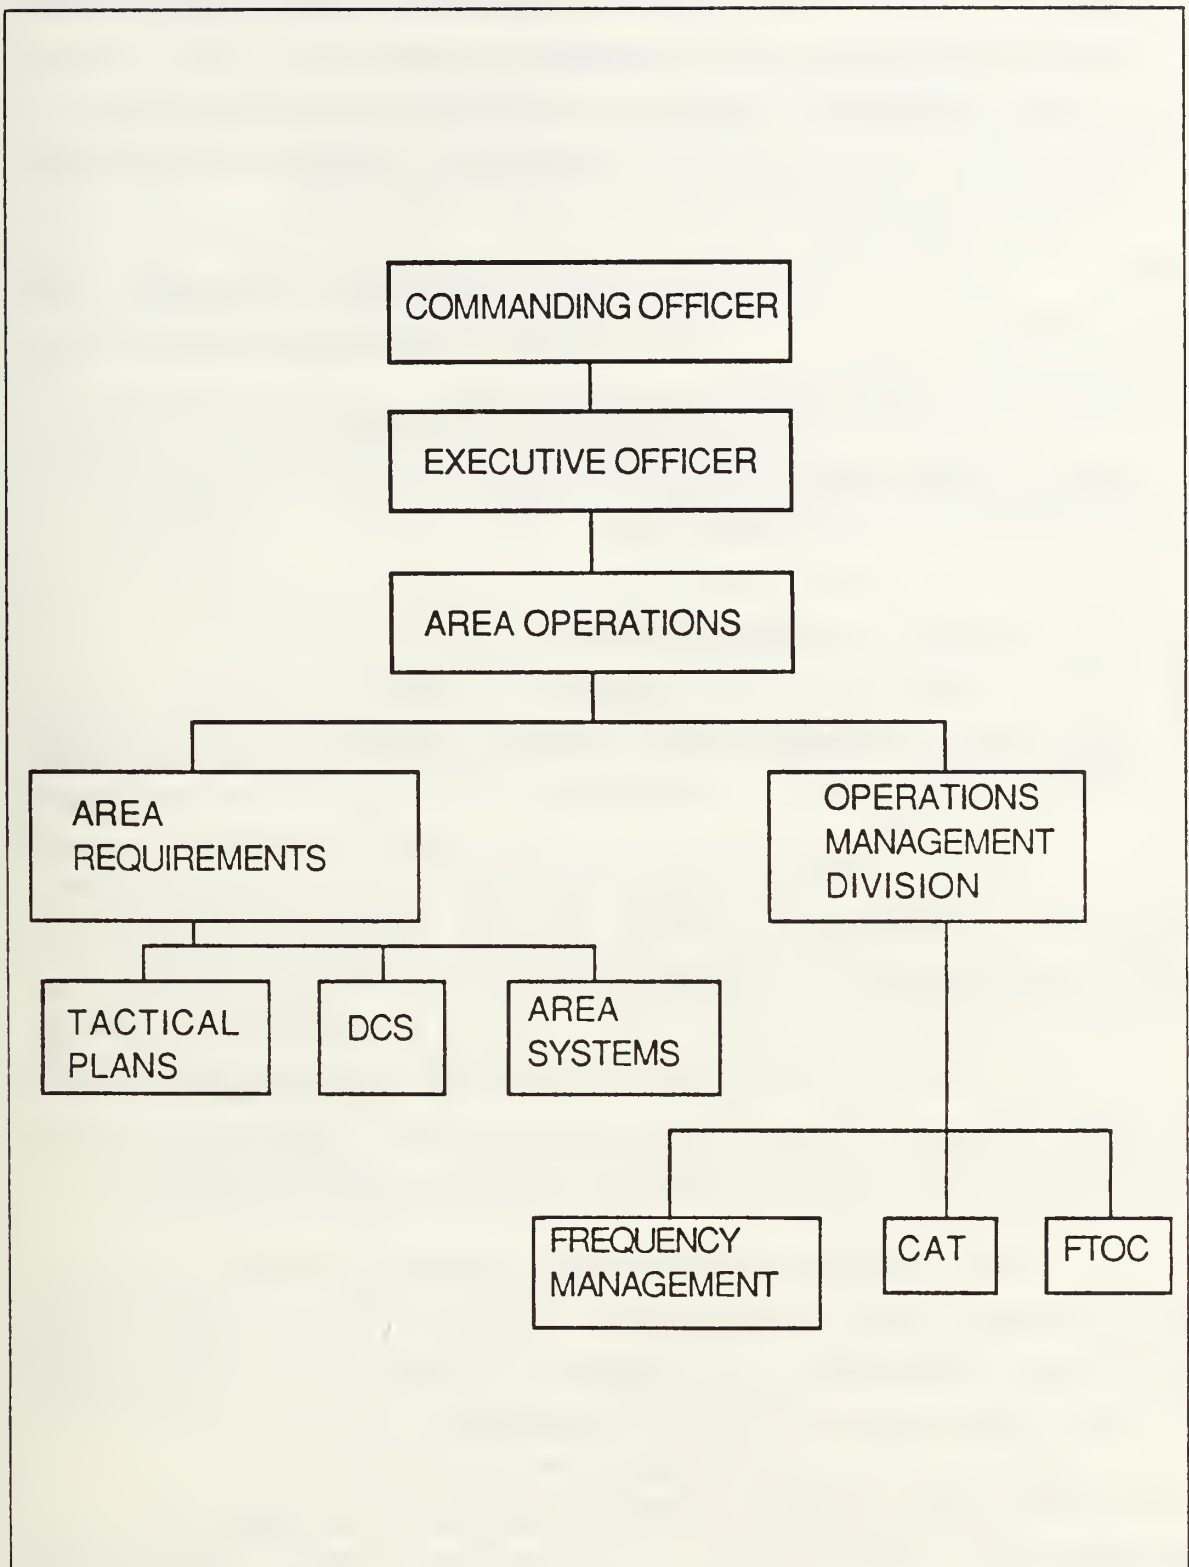 COMMANDING OFFICER
EXECUTIVE OFFICER
AREA OPERATIONS
AREA
REQUIREMENTS
OPERATIONS
MANAGEMENT
DIVISION
TACTICAL
PLANS
DCS
AREA
SYSTEMS
FREQUENCY
MANAGEMENT
CAT
FTOC